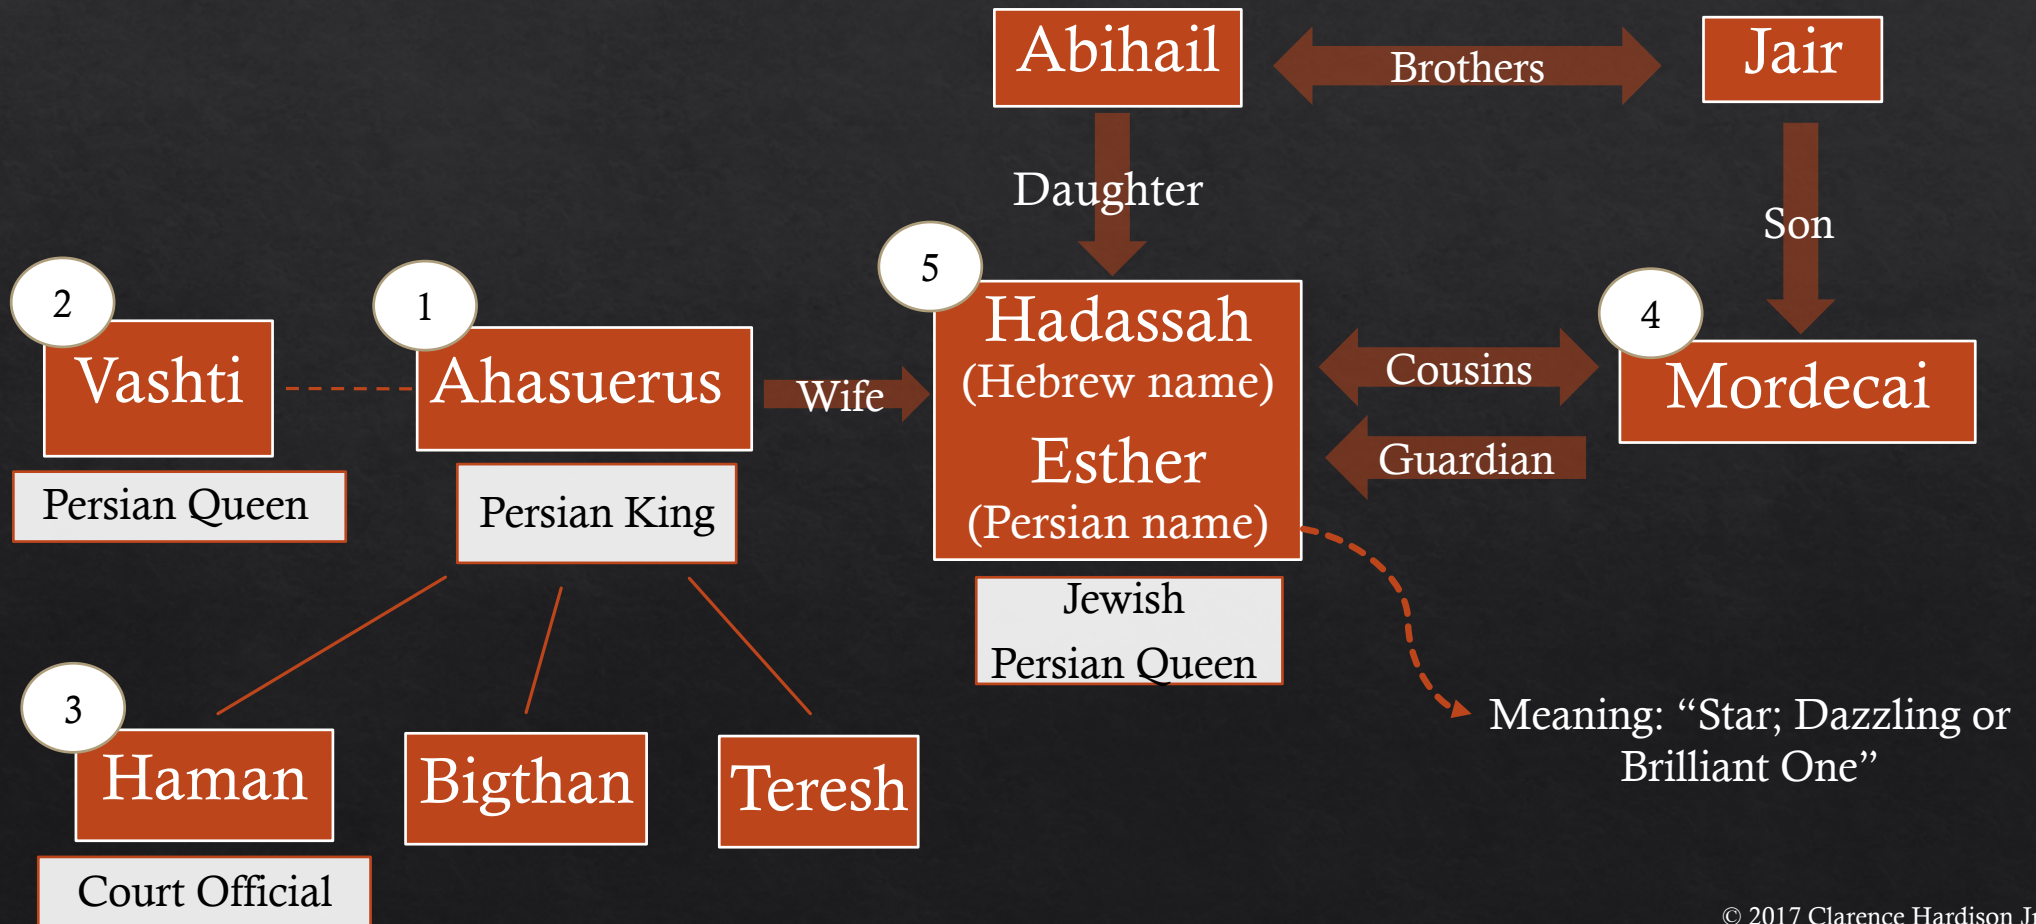 Abihail
Brothers
Jair
Daughter
Son
2
Vashti
Persian Queen
1
Ahasuerus
Persian King
Wife
5
Hadassah
(Hebrew name)
Esther
(Persian name)
Jewish
Persian Queen
Cousins
Guardian
4
Mordecai
3
Haman
Court Official
Bigthan
Teresh
Meaning: “Star; Dazzling or
Brilliant One”
© 2017 Clarence Hardison Jr